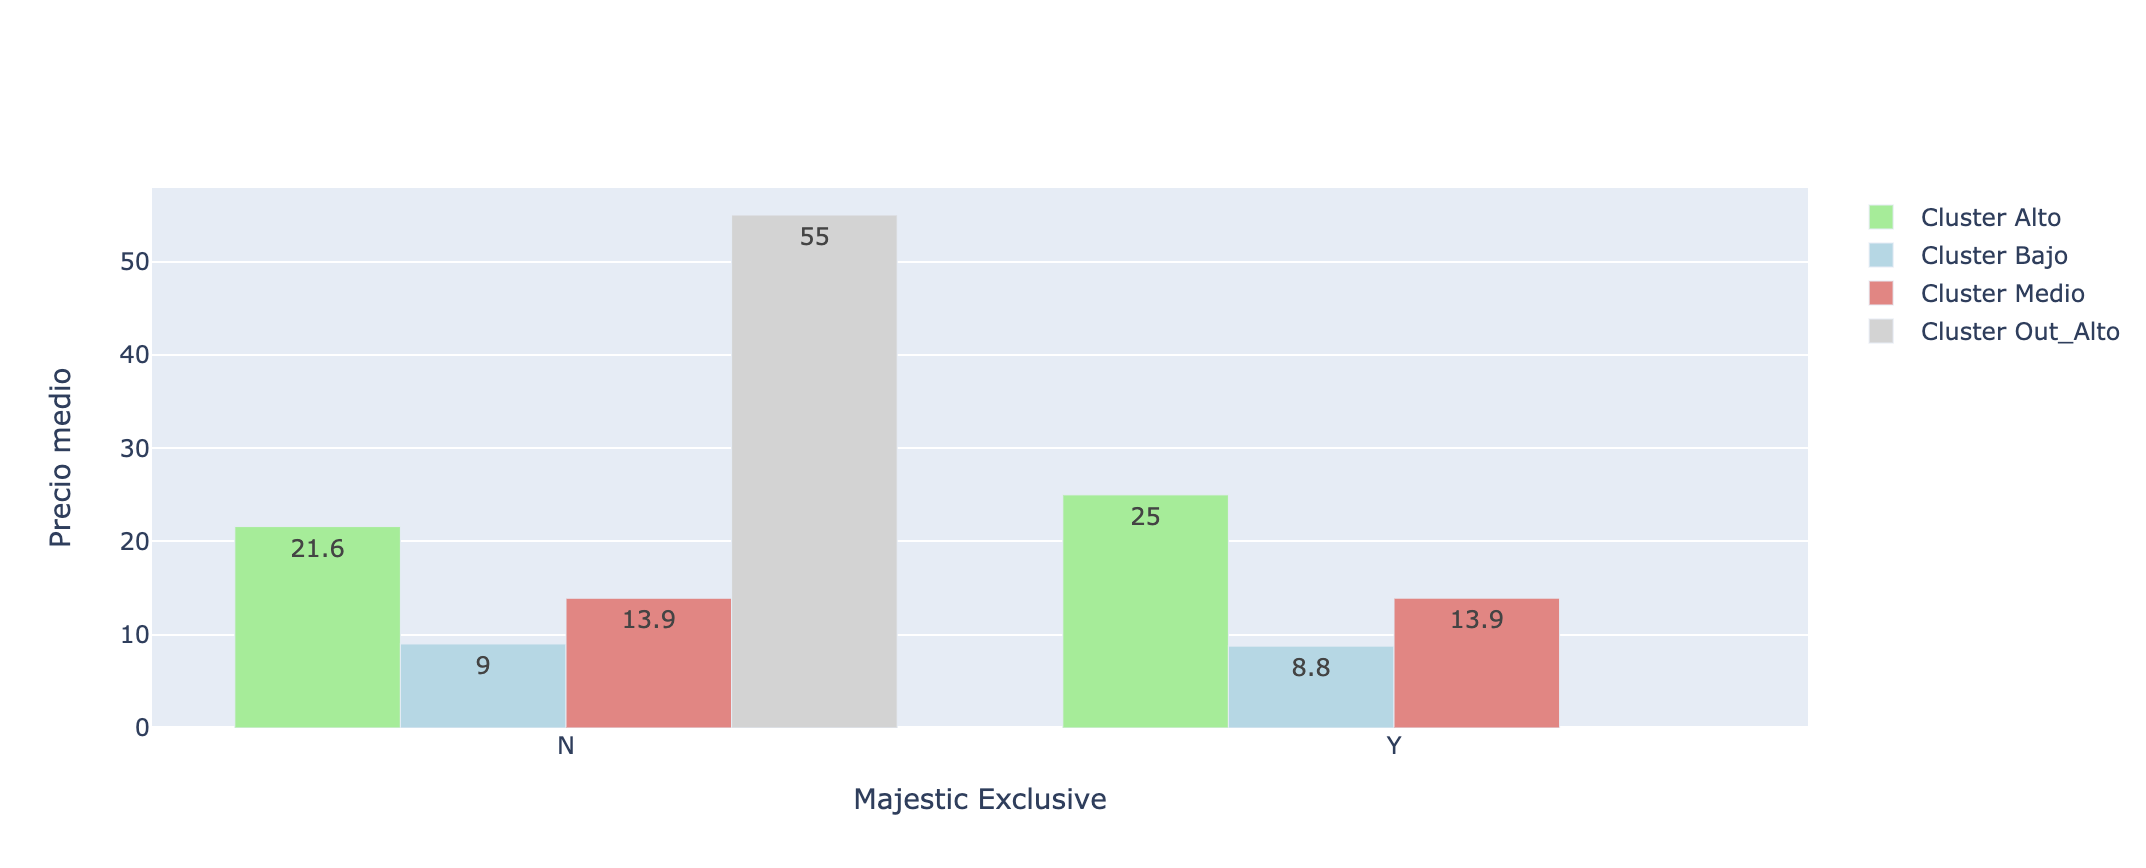 Cluster Alto
Cluster Bajo
Cluster Medio
Cluster Out_Alto
Precio medio
50
40
30
20
10
0
21.6
9
13.9
55
25
8.8
13.9
N
Y
Majestic Exclusive